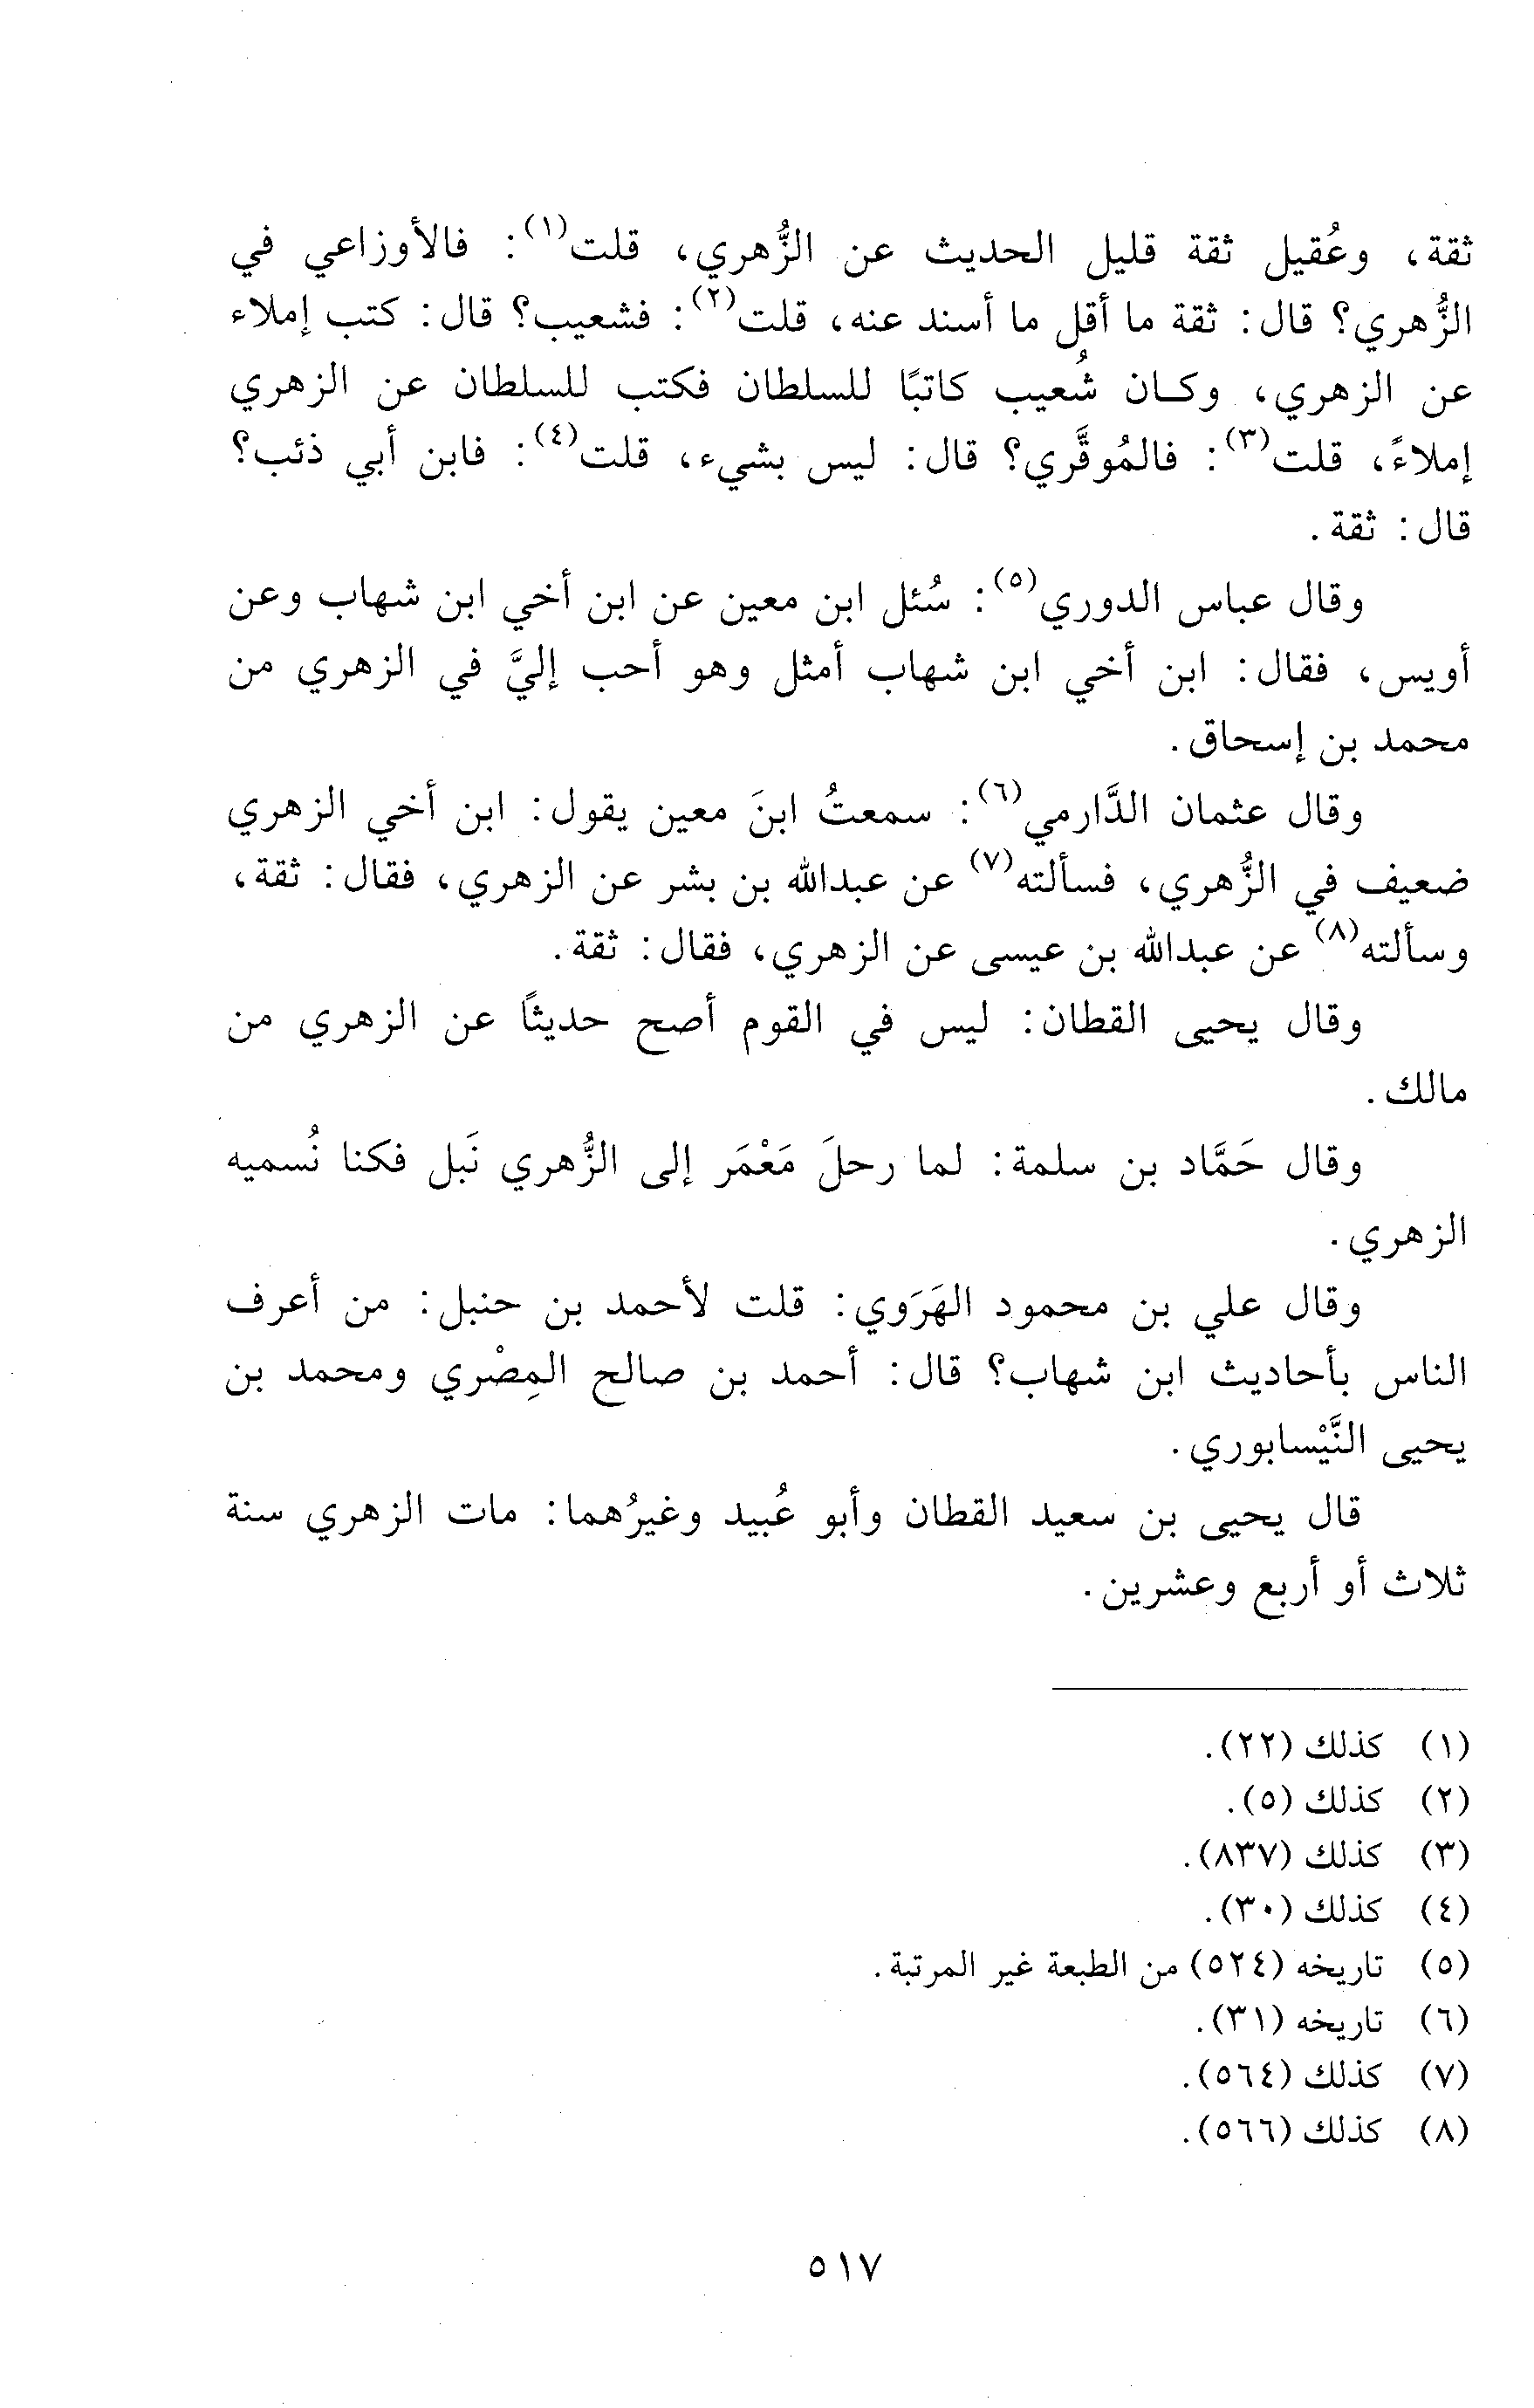 ثقة، وعُقيل ثقة قليل الحديث عن الزُّهري، قلت(١): فالأوزاعي في
الزُّهري؟ قال: ثقة ما أقل ما أسند عنه، قلت(٢): فشعيب؟ قال: كتب إملاء
عن الزهري، وكـان شُعيب كاتبًا للسلطان فكتب للسلطان عن الزهري
إملاءً، قلت(٣): فالمُوقَّري؟ قال: ليس بشيء، قلت(٤): فابن أبي ذئب؟
قال: ثقة.
وقال عباس الدوري(٥): سُئل ابن معين عن ابن أخي ابن شهاب وعن
أويس، فقال: ابن أخي ابن شهاب أمثل وهو أحب إليَّ في الزهري من
محمد بن إسحاق.
وقال عثمان الدَّارمي(٦): سمعتُ ابنَ معين يقول: ابن أخي الزهري
ضعيف في الزُّهري، فسألته(٧) عن عبدالله بن بشر عن الزهري، فقال: ثقة،
وسألته(٨) عن عبدالله بن عيسى عن الزهري، فقال: ثقة.
وقال يحيى القطان: ليس في القوم أصح حديثًا عن الزهري من
مالك.
وقال حَمَّاد بن سلمة: لما رحلَ مَعْمَر إلى الزُّهري نَبل فكنا نُسميه
الزهري.
وقال علي بن محمود الهَرَوي: قلت لأحمد بن حنبل: من أعرف
الناس بأحاديث ابن شهاب؟ قال: أحمد بن صالح المِصْري ومحمد بن
يحيى النَّيْسابوري.
قال يحيى بن سعيد القطان وأبو عُبيد وغيرُهما: مات الزهري سنة
ثلاث أو أربع وعشرين.
(١) كذلك (٢٢).
(٢) كذلك (٥).
(٣) كذلك (٨٣٧).
(٤) كذلك (٣٠).
(٥) تاريخه (٥٢٤) من الطبعة غير المرتبة.
(٦) تاريخه (٣١).
(٧) كذلك (٥٦٤).
(٨) كذلك (٥٦٦).
٥١٧